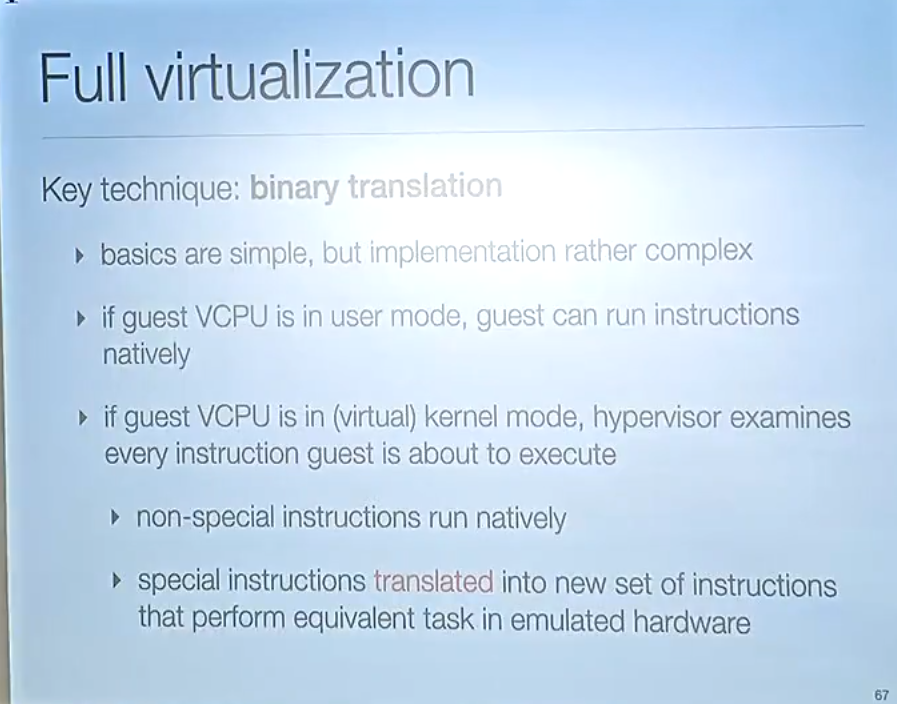 Full virtualization
Key technique: binary translation
‣ basics are simple, but implementation rather complex
‣ if guest VCPU is in user mode, guest can run instructions
natively
‣ if guest VCPU is in (virtual) kernel mode, hypervisor examines
every instruction guest is about to execute
‣ non-special instructions run natively
‣ special instructions translated into new set of instructions
that perform equivalent task in emulated hardware
67